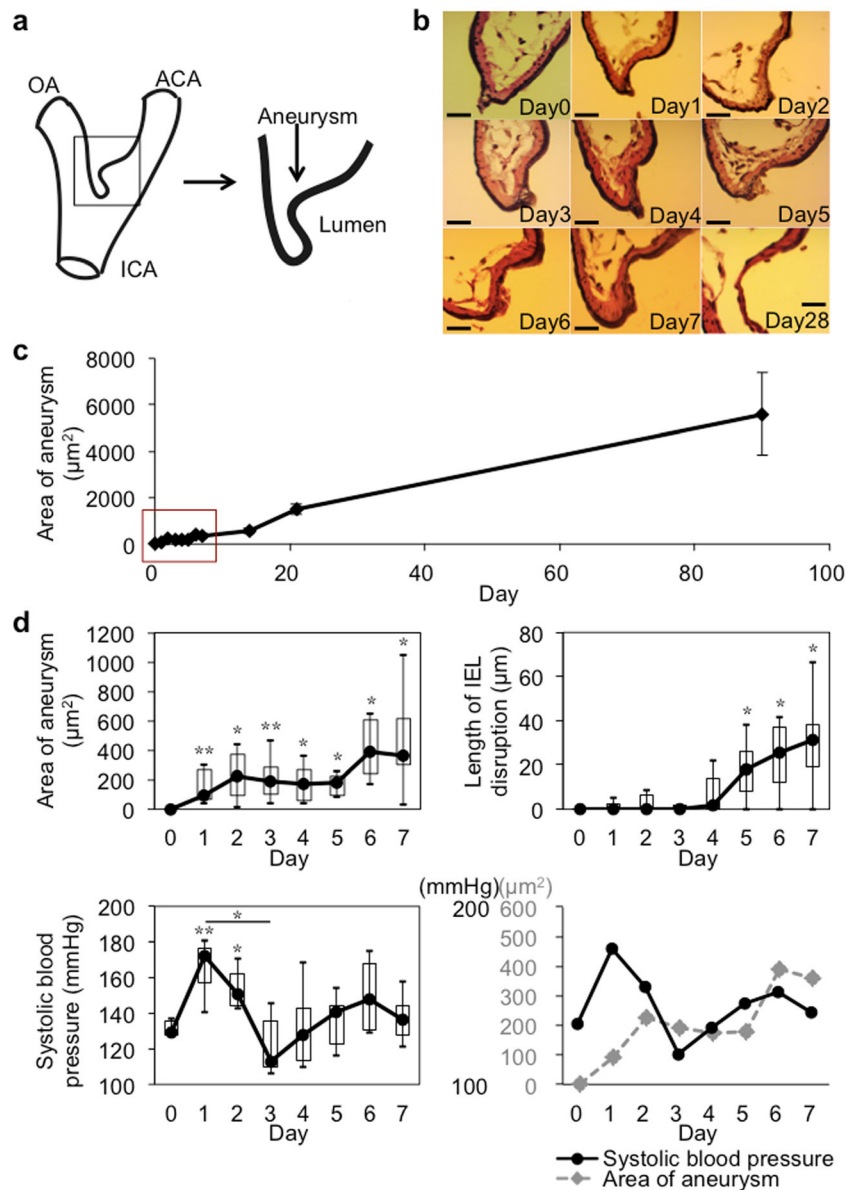 a
OA
ACA
ICA
Aneurysm
Lumen
b
Day0
Day1
Day2
Day3
Day4
Day5
Day6
Day7
Day28
c
Area of aneurysm
(µm²)
8000
6000
4000
2000
0
0 20 40 60 80 100
Day
d
Area of aneurysm
(µm²)
1200
1000
800
600
400
200
0
** * ** * * * *
0 1 2 3 4 5 6 7
Day
Length of IEL
disruption (µm)
80
60
40
20
0
* * *
0 1 2 3 4 5 6 7
Day
Systolic blood
pressure (mmHg)
200
180
160
140
120
100
*
** *
0 1 2 3 4 5 6 7
Day
(mmHg) (µm²)
200
100
600
500
400
300
200
100
0
0 1 2 3 4 5 6 7
Day
Systolic blood pressure
Area of aneurysm